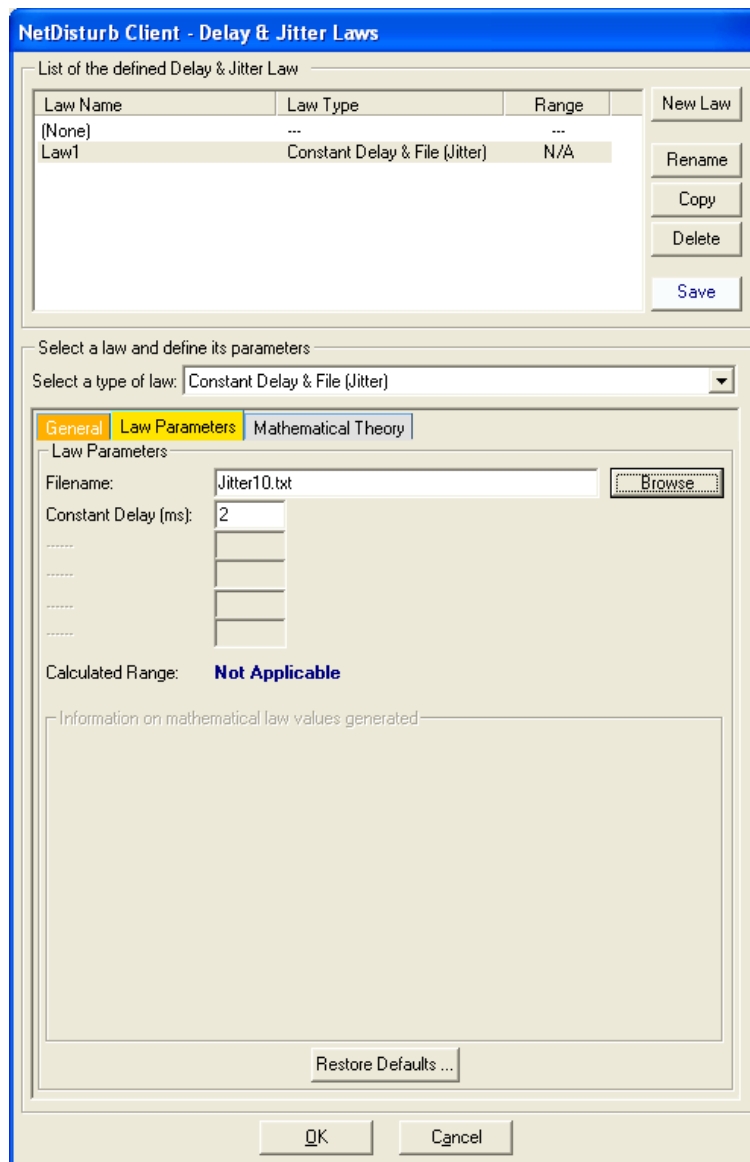 NetDisturb Client - Delay & Jitter Laws
List of the defined Delay & Jitter Law
Law Name Law Type Range
(None) --- ---
Law1 Constant Delay & File (Jitter) N/A
New Law
Rename
Copy
Delete
Save
Select a law and define its parameters
Select a type of law: Constant Delay & File (Jitter)
General Law Parameters Mathematical Theory
Law Parameters
Filename: Jitter10.txt Browse
Constant Delay (ms): 2
------
------
------
------
Calculated Range: Not Applicable
Information on mathematical law values generated
Restore Defaults ...
OK Cancel